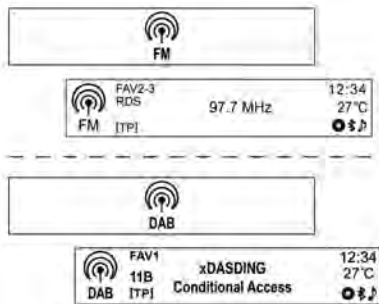 FM
FAV2-3
RDS
97.7 MHz
12:34
27°C
FM
[TP]
DAB
FAV1
11B
xDASDING
Conditional Access
12:34
27°C
DAB
[TP]